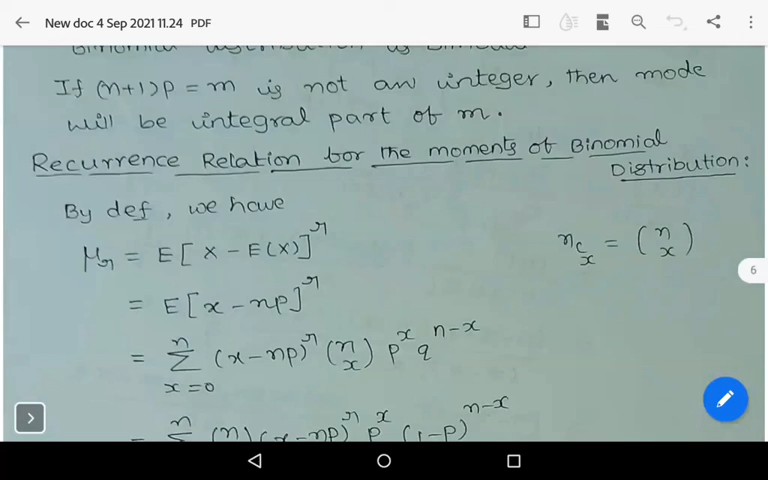 New doc 4 Sep 2021 11.24 PDF
If (n+1)p = m is not an integer, then mode
will be integral part of m.
Recurrence Relation for the moments of Binomial
Distribution:
By def, we have
μr = E[X - E(X)]^r
nCx = (n x)
= E[x - np]^r
6
= Σ_{x=0}^{n} (x-np)^r (n x) p^x q^{n-x}
= Σ^{n} (n) (x-np)^r p^x (1-p)^{n-x}